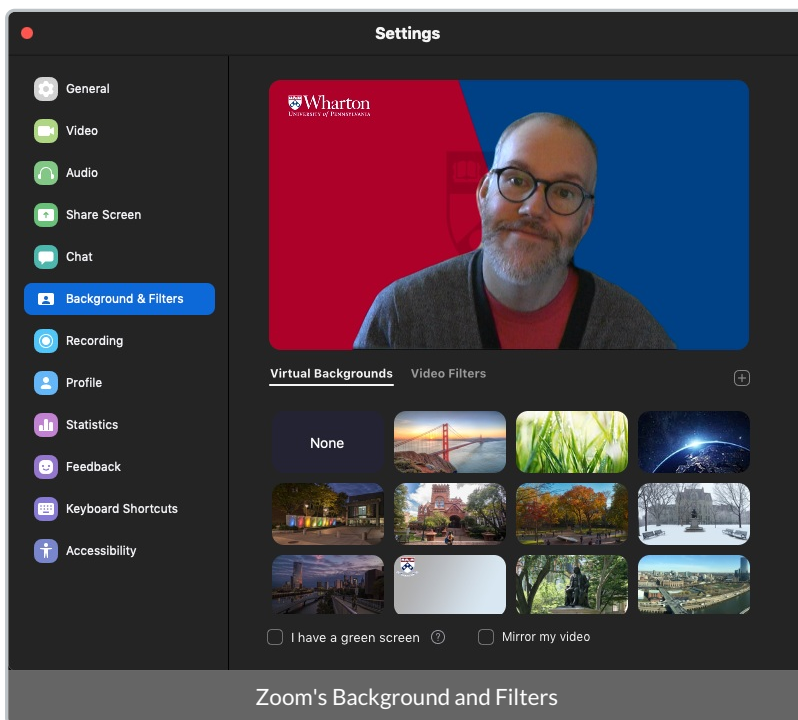 Settings
General
Video
Audio
Share Screen
Chat
Background & Filters
Recording
Profile
Statistics
Feedback
Keyboard Shortcuts
Accessibility
Wharton
UNIVERSITY of PENNSYLVANIA
Virtual Backgrounds Video Filters
None
I have a green screen ? Mirror my video
Zoom's Background and Filters